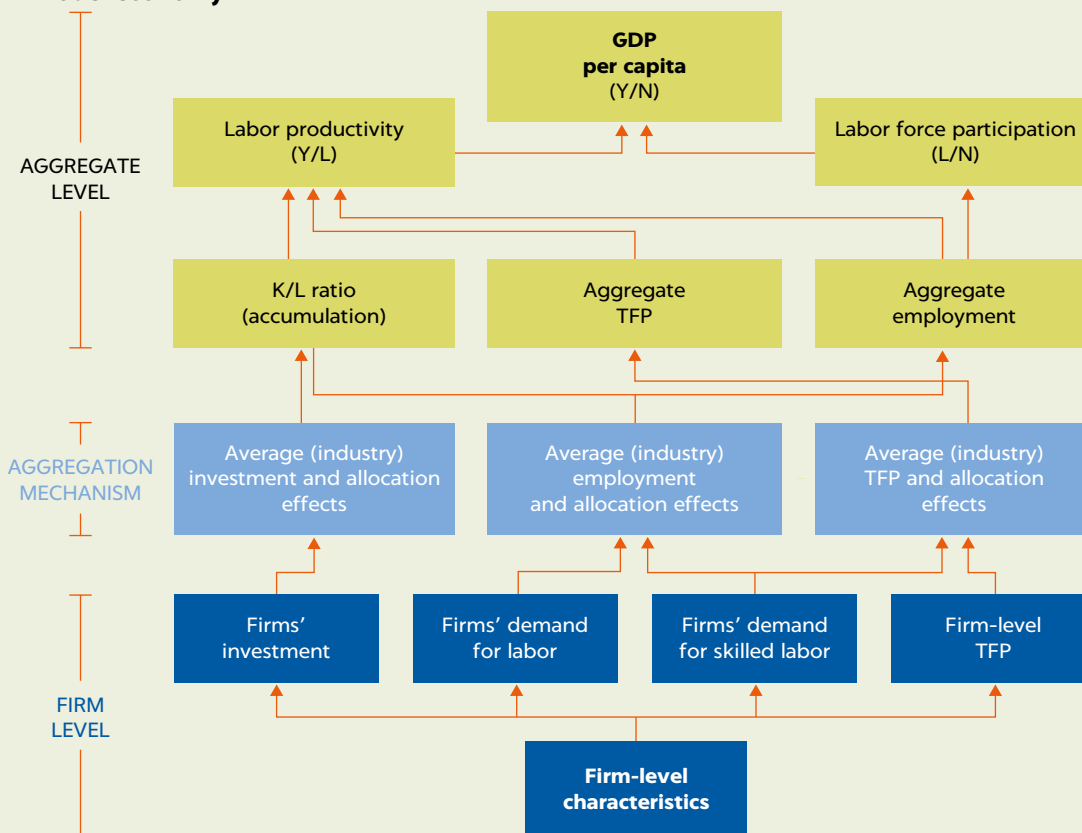 GDP
per capita
(Y/N)
Labor productivity
(Y/L)
Labor force participation
(L/N)
AGGREGATE
LEVEL
K/L ratio
(accumulation)
Aggregate
TFP
Aggregate
employment
AGGREGATION
MECHANISM
Average (industry)
investment and allocation
effects
Average (industry)
employment
and allocation effects
Average (industry)
TFP and allocation
effects
Firms'
investment
Firms' demand
for labor
Firms' demand
for skilled labor
Firm-level
TFP
FIRM
LEVEL
Firm-level
characteristics